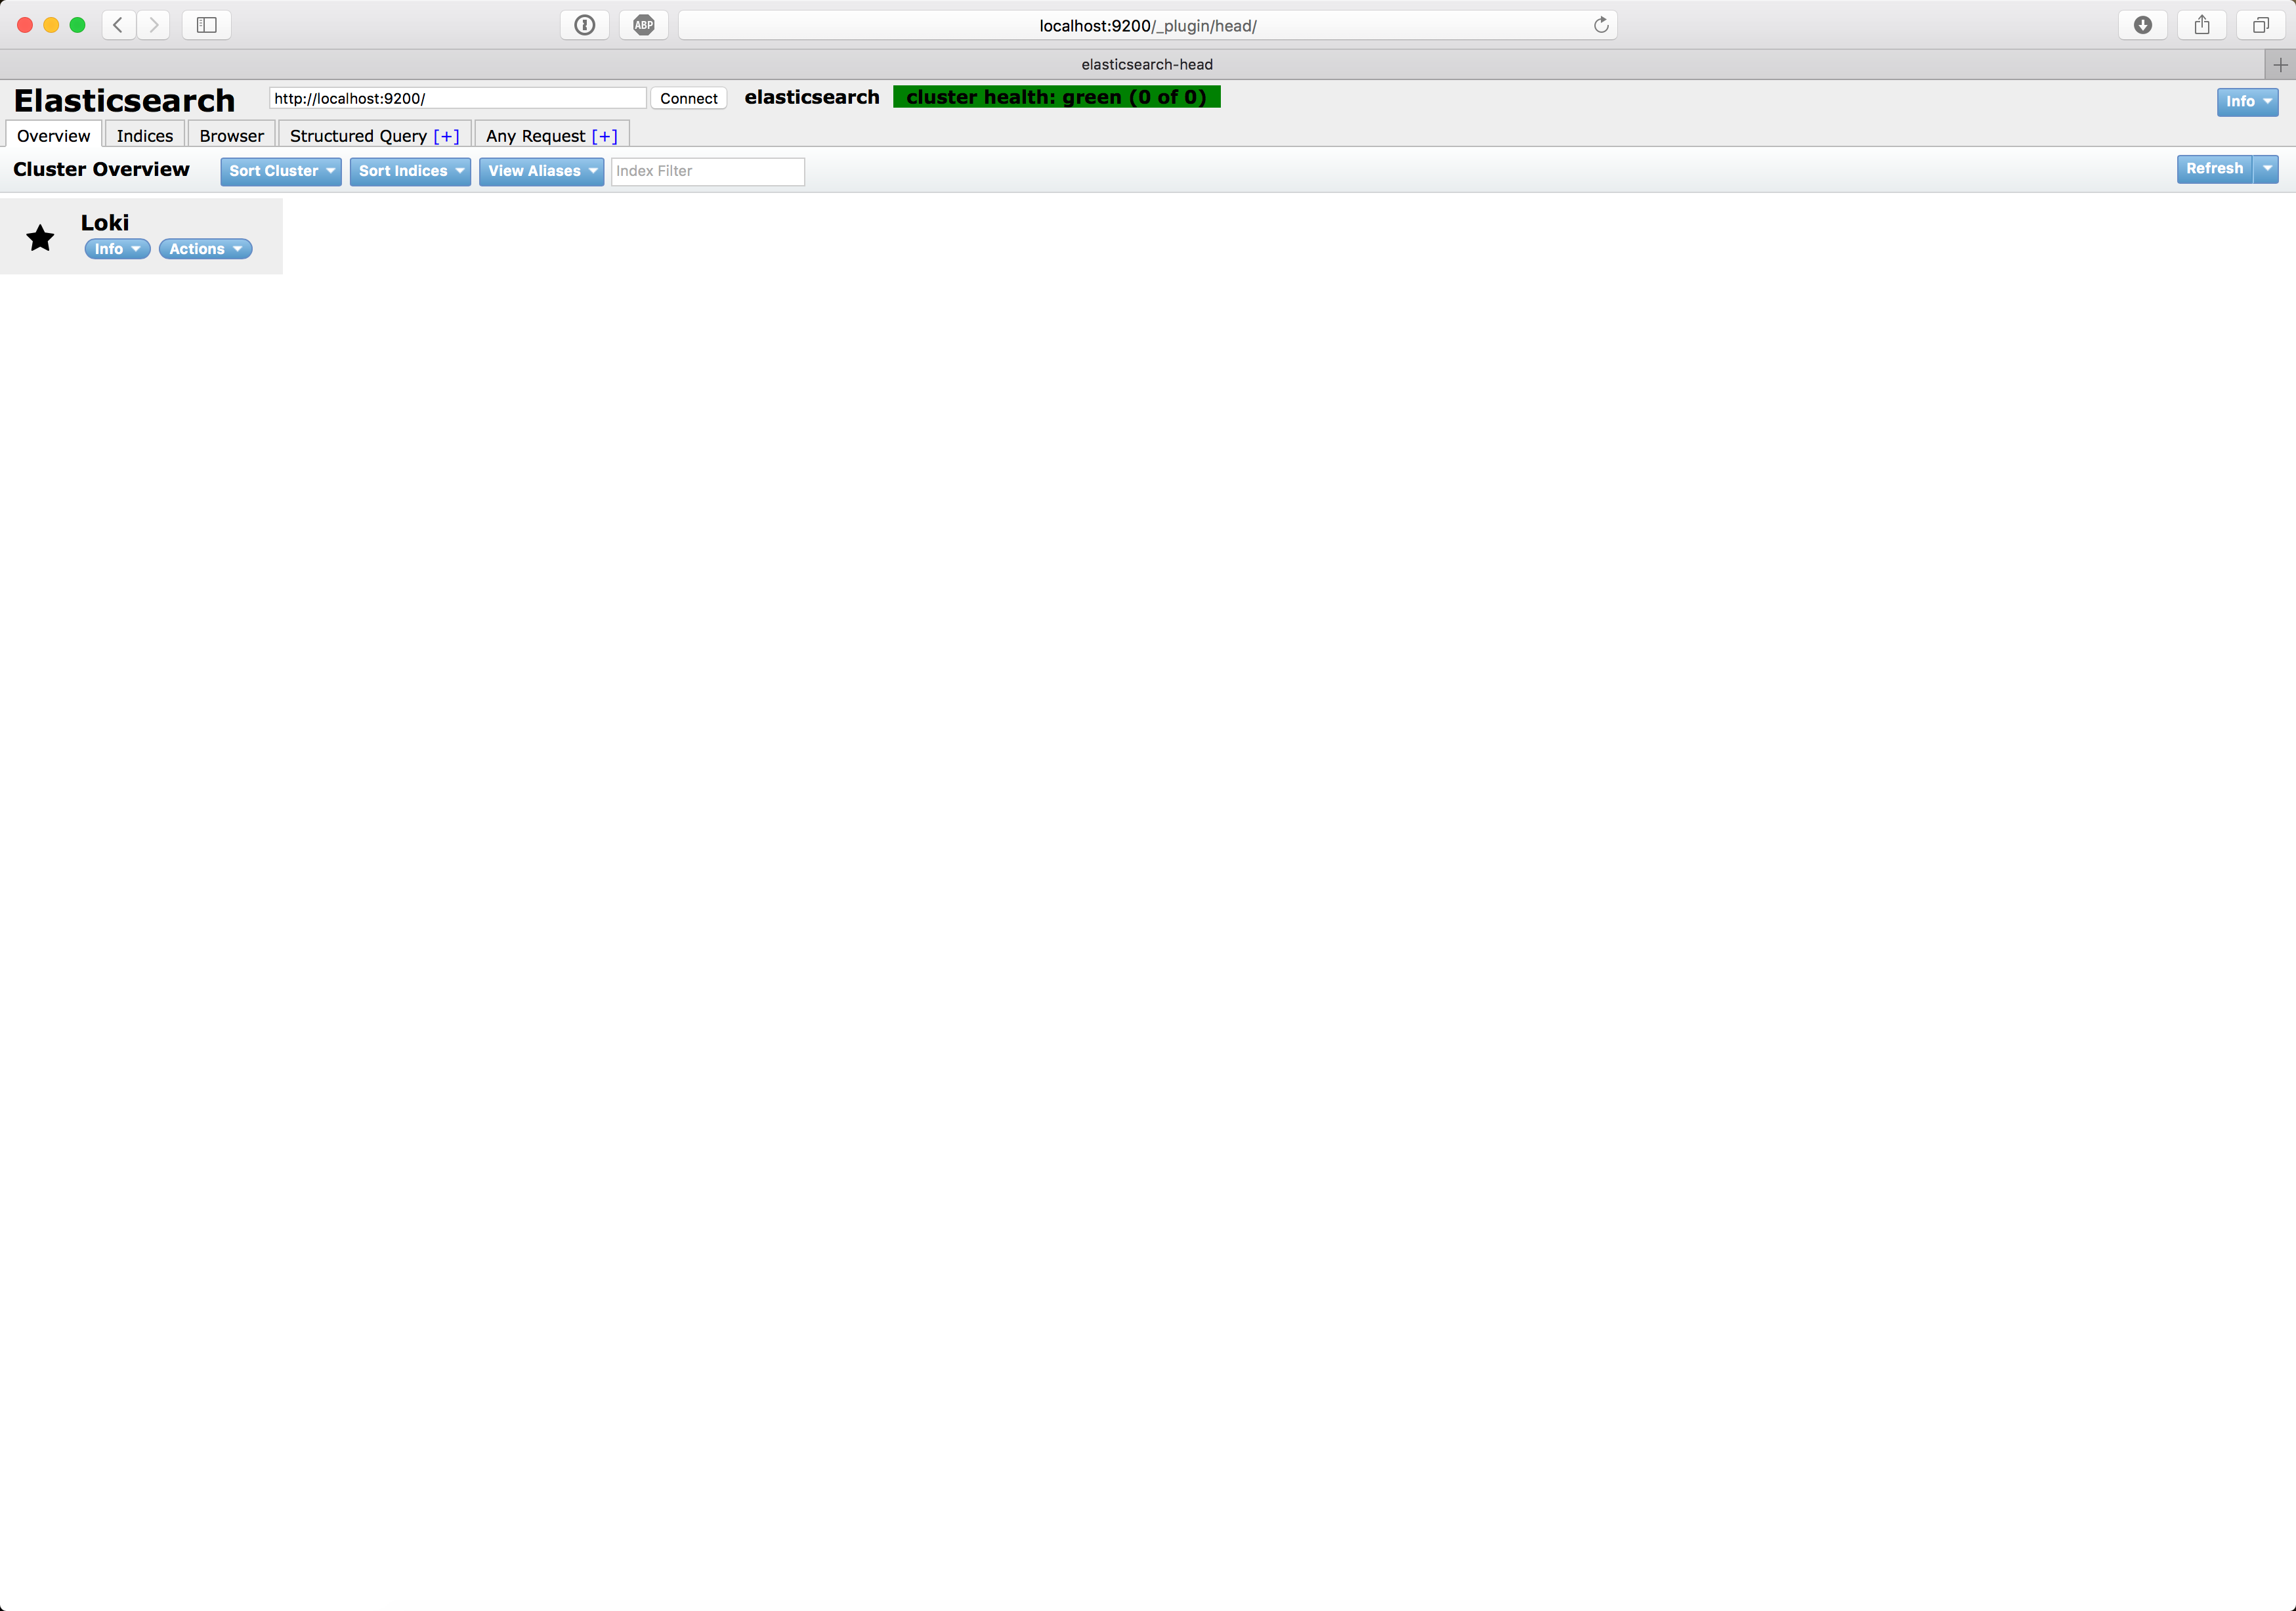 ABP
localhost:9200/_plugin/head/
elasticsearch-head
Elasticsearch
http://localhost:9200/
Connect
elasticsearch
cluster health: green (0 of 0)
Info
Overview
Indices
Browser
Structured Query [+]
Any Request [+]
Cluster Overview
Sort Cluster
Sort Indices
View Aliases
Index Filter
Refresh
Loki
Info
Actions